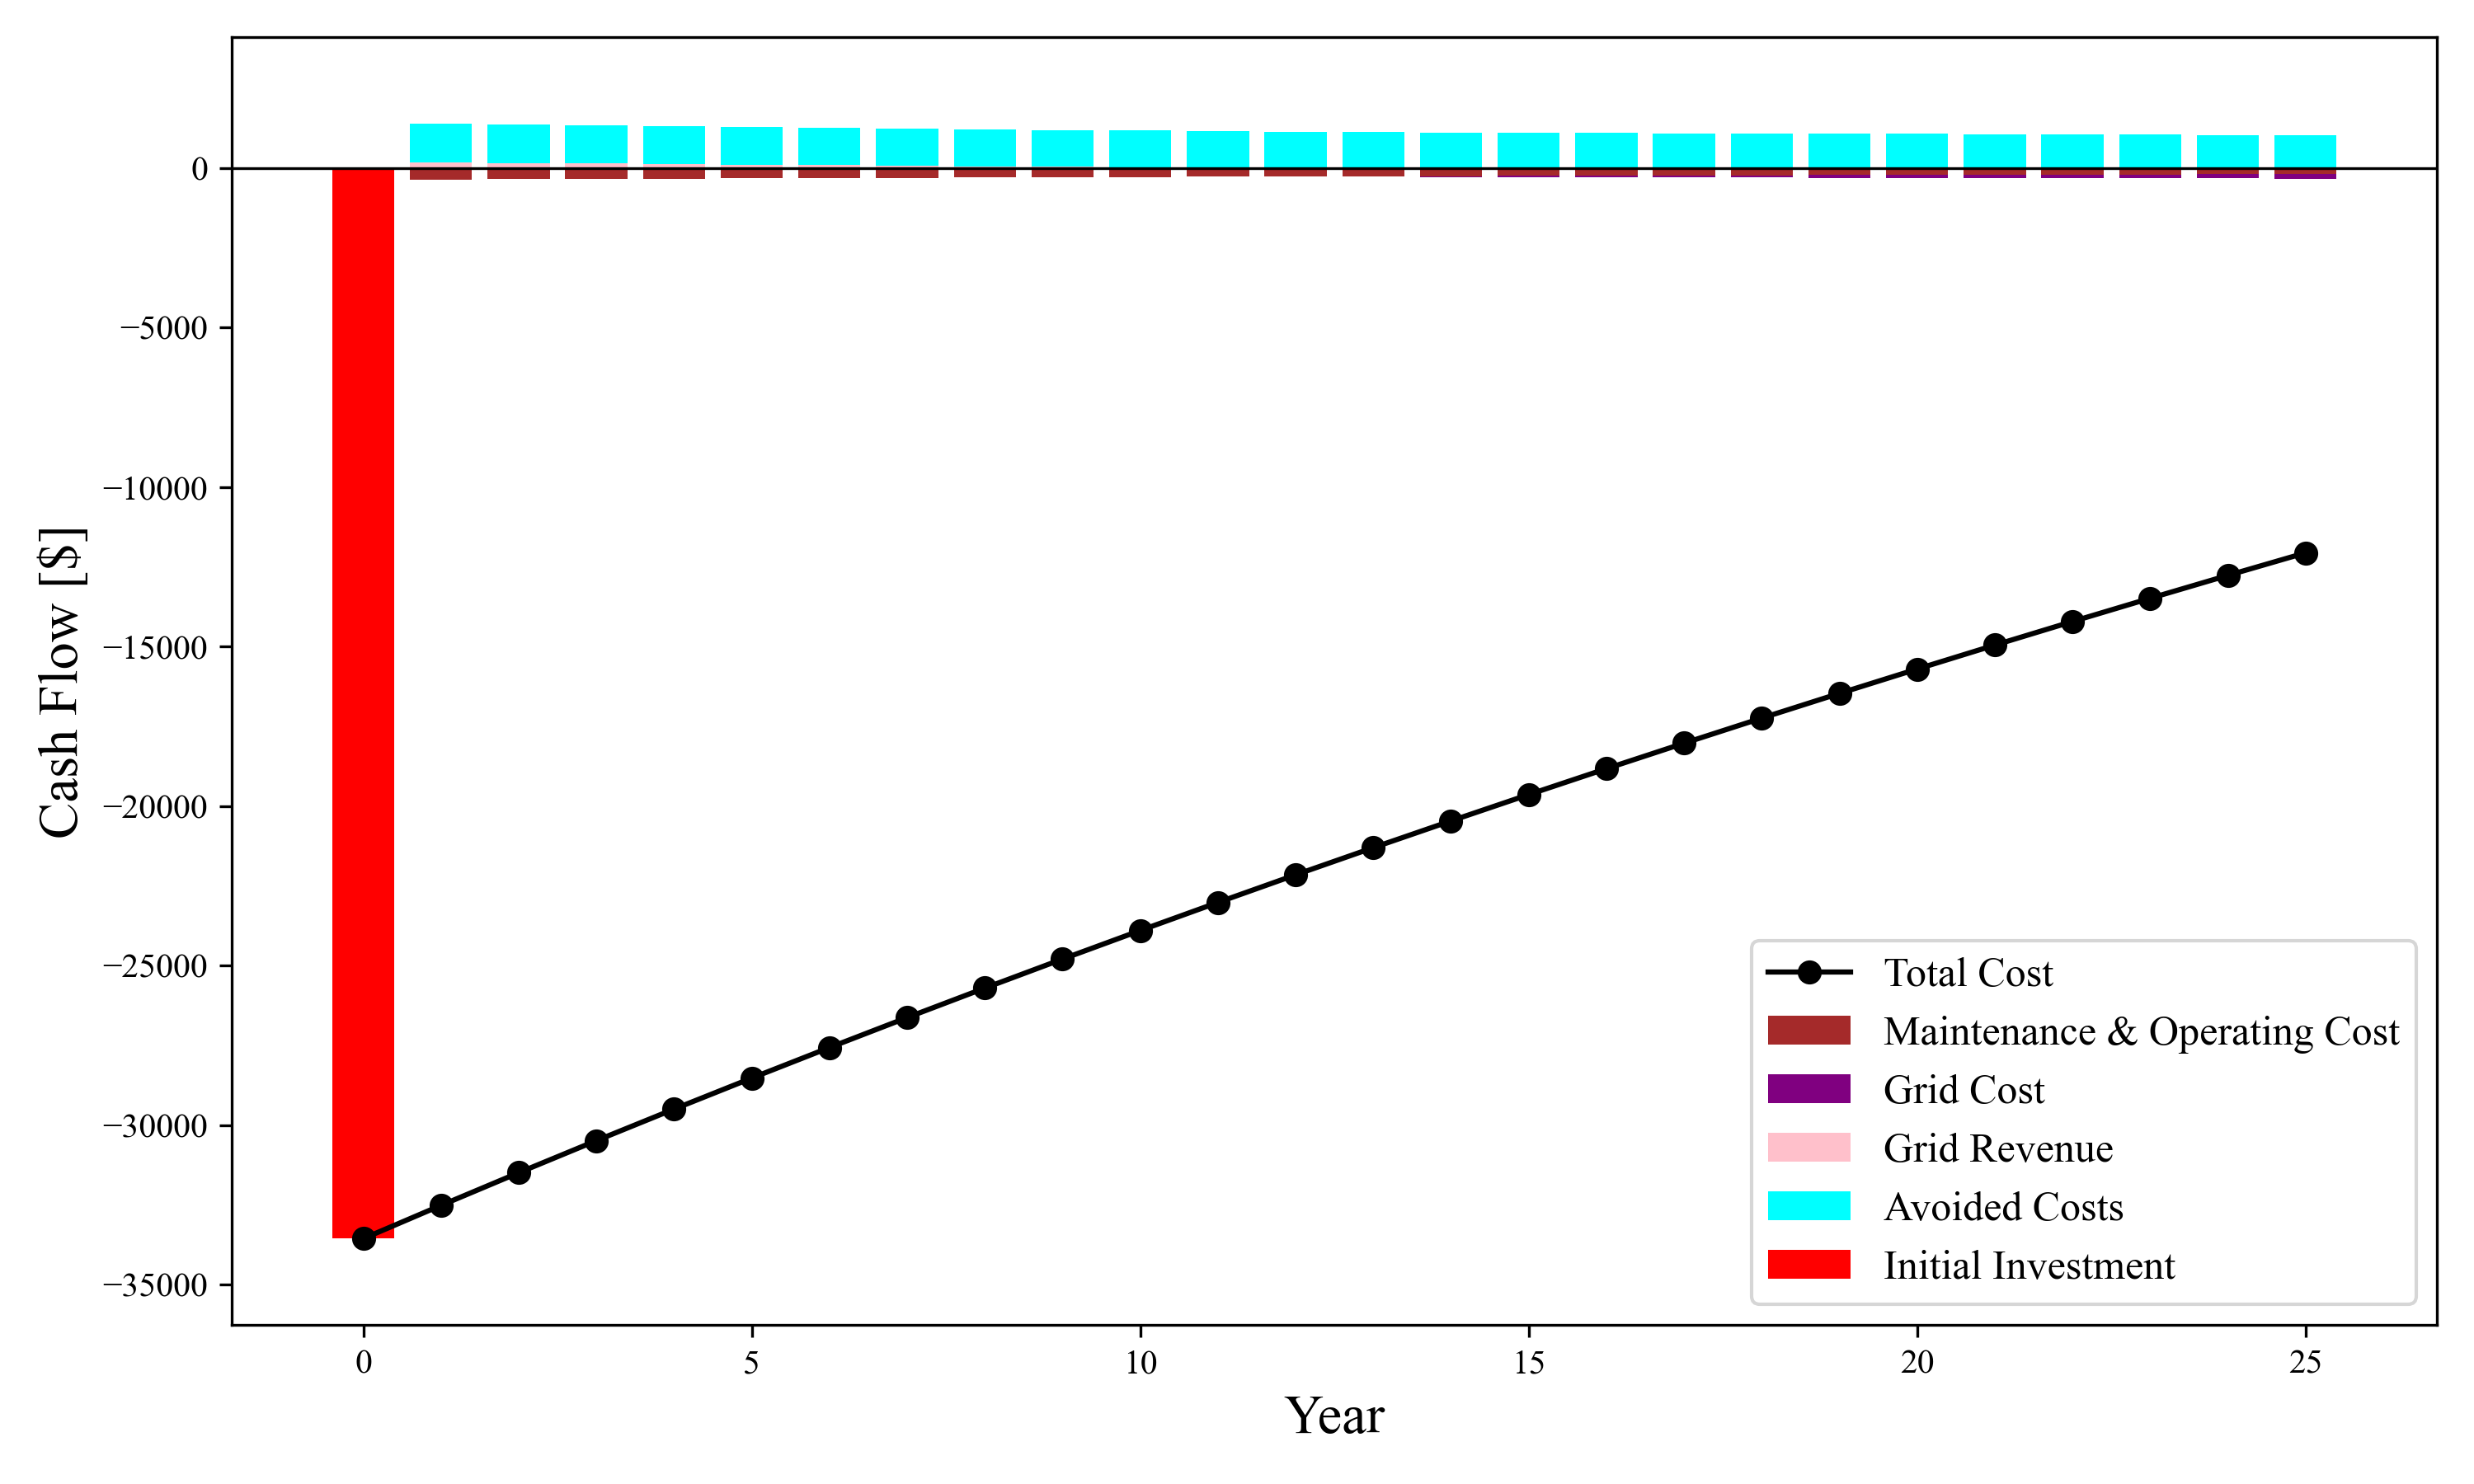 0
−5000
−10000
−15000
−20000
−25000
−30000
−35000
Cash Flow [$]
Total Cost
Maintenance & Operating Cost
Grid Cost
Grid Revenue
Avoided Costs
Initial Investment
0 5 10 15 20 25
Year